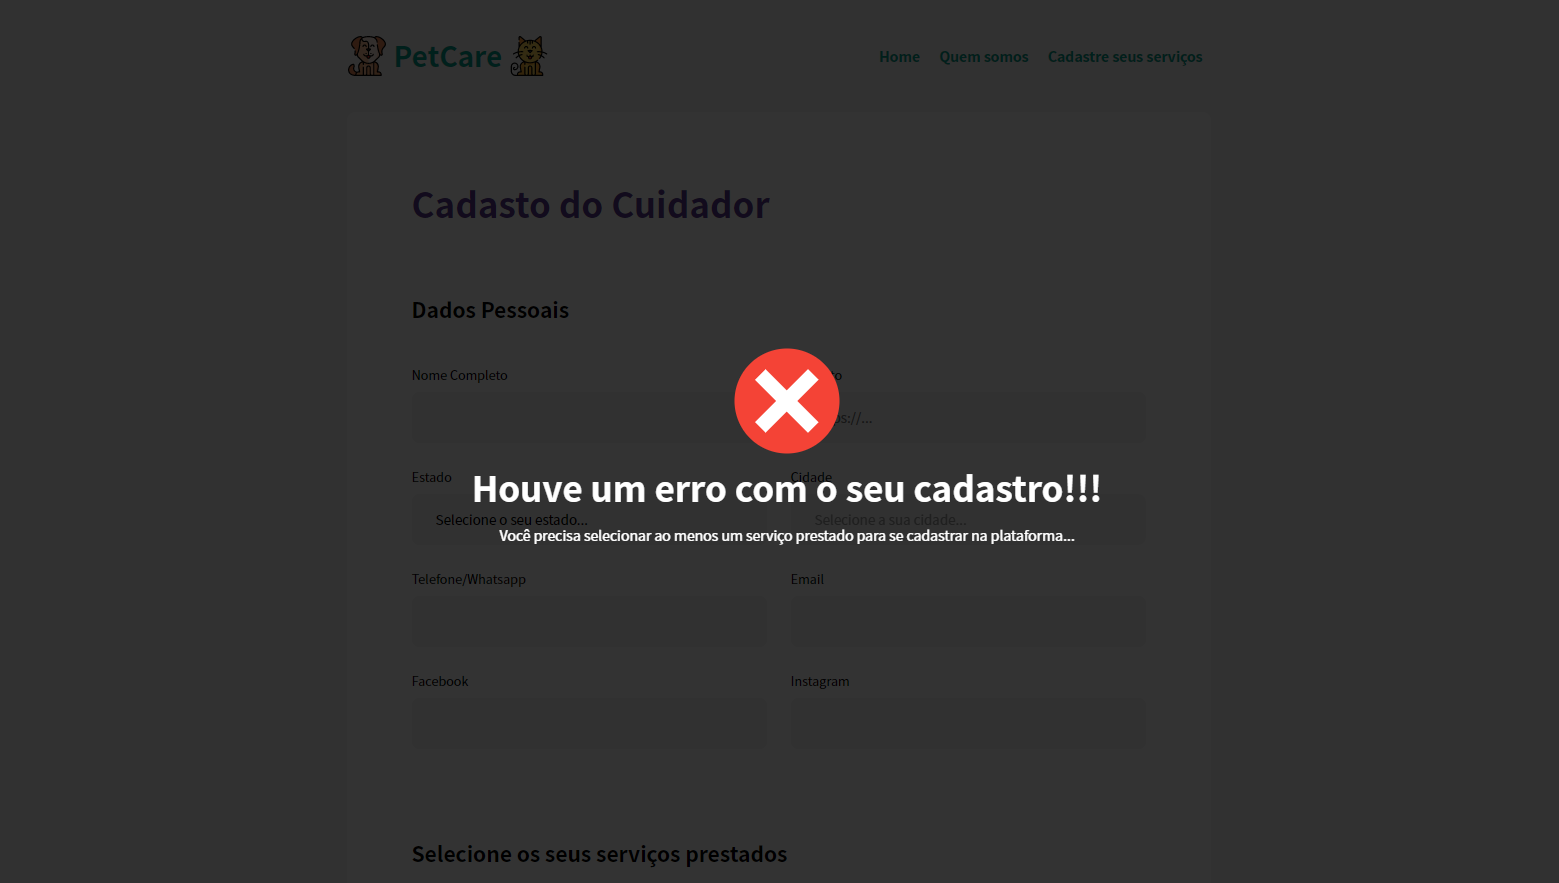 PetCare
Home Quem somos Cadastre seus serviços
Cadasto do Cuidador
Dados Pessoais
Nome Completo
Estado
Cidade
Houve um erro com o seu cadastro!!!
Selecione o seu estado...
Selecione a sua cidade...
Você precisa selecionar ao menos um serviço prestado para se cadastrar na plataforma...
Telefone/Whatsapp
Email
Facebook
Instagram
Selecione os seus serviços prestados